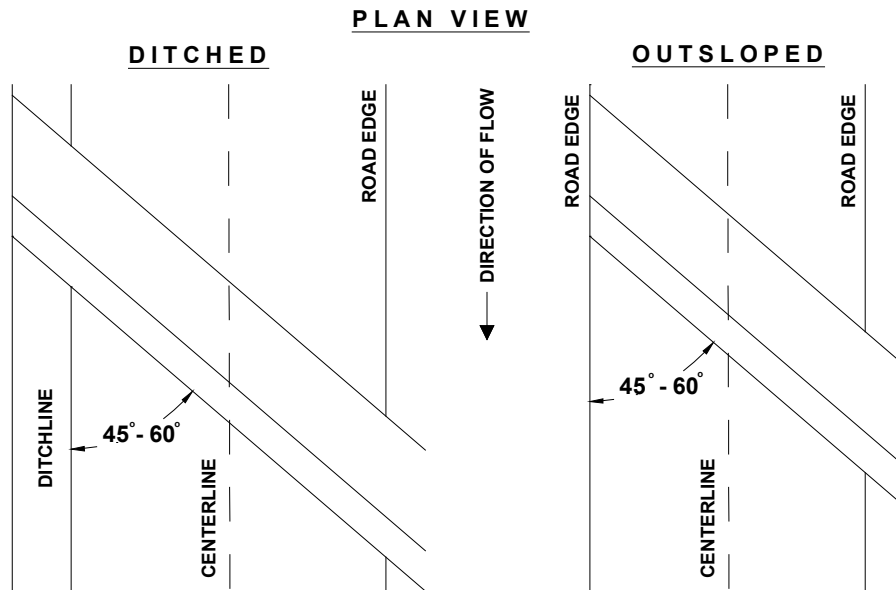 PLAN VIEW
DITCHED
OUTSLOPED
ROAD EDGE
DIRECTION OF FLOW
ROAD EDGE
ROAD EDGE
45° - 60°
45° - 60°
DITCHLINE
CENTERLINE
CENTERLINE